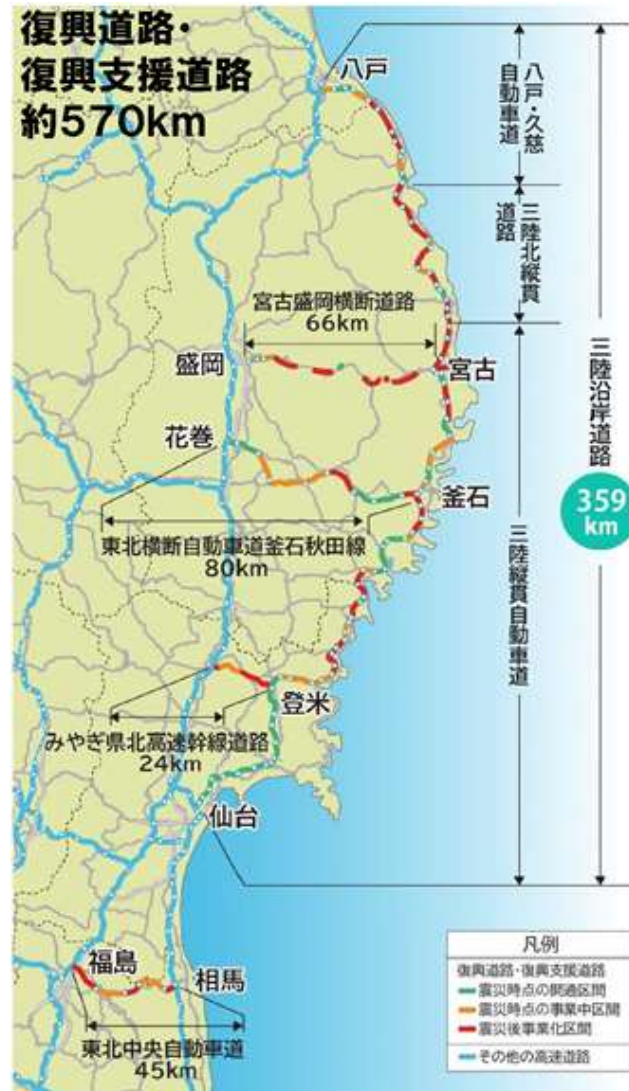 復興道路・
復興支援道路
約570km
八戸
八戸・久慈
自動車道
三陸北縦貫
道路
宮古盛岡横断道路
66km
盛岡
宮古
三陸沿岸道路
359
km
花巻
釜石
東北横断自動車道釜石秋田線
80km
三陸縦貫自動車道
登米
みやぎ県北高速幹線道路
24km
仙台
福島
相馬
東北中央自動車道
45km
凡例
復興道路・復興支援道路
震災時点の開通区間
震災時点の事業中区間
震災後事業化区間
その他の高速道路